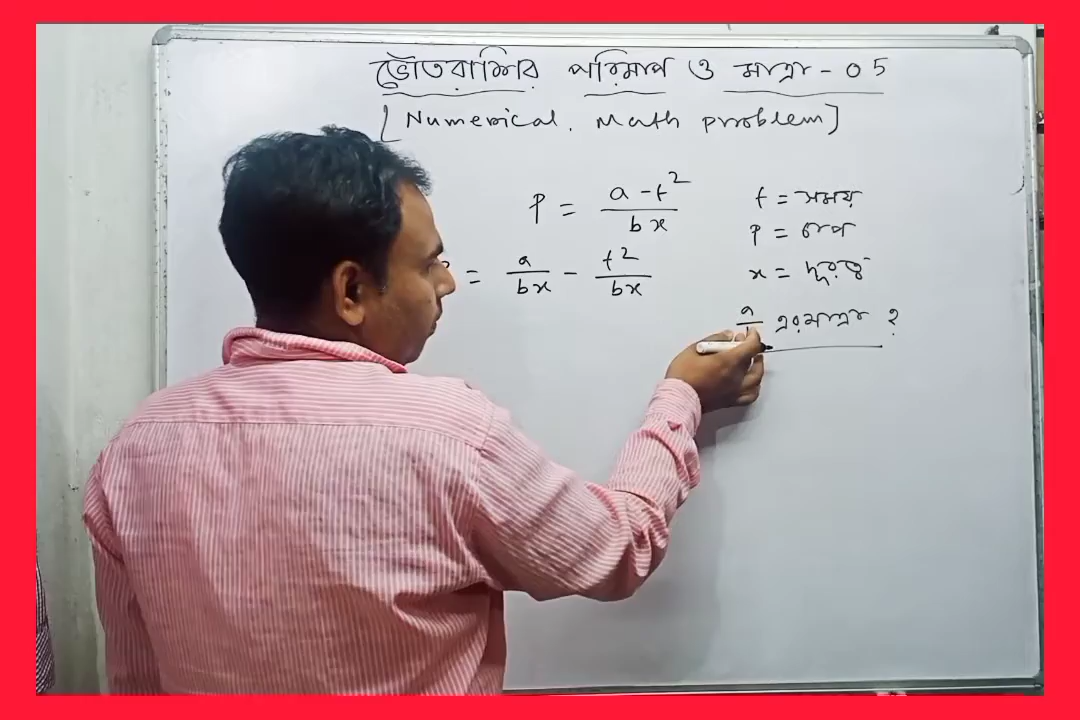 ভৌতরাশির পরিমাপ ও মাত্রা - 05
[Numerical. Math problem]
P = a - t² / bx
= a/bx - t²/bx
t = সময়
P = চাপ
x = দূরত্ব
a এর মাত্রা ?